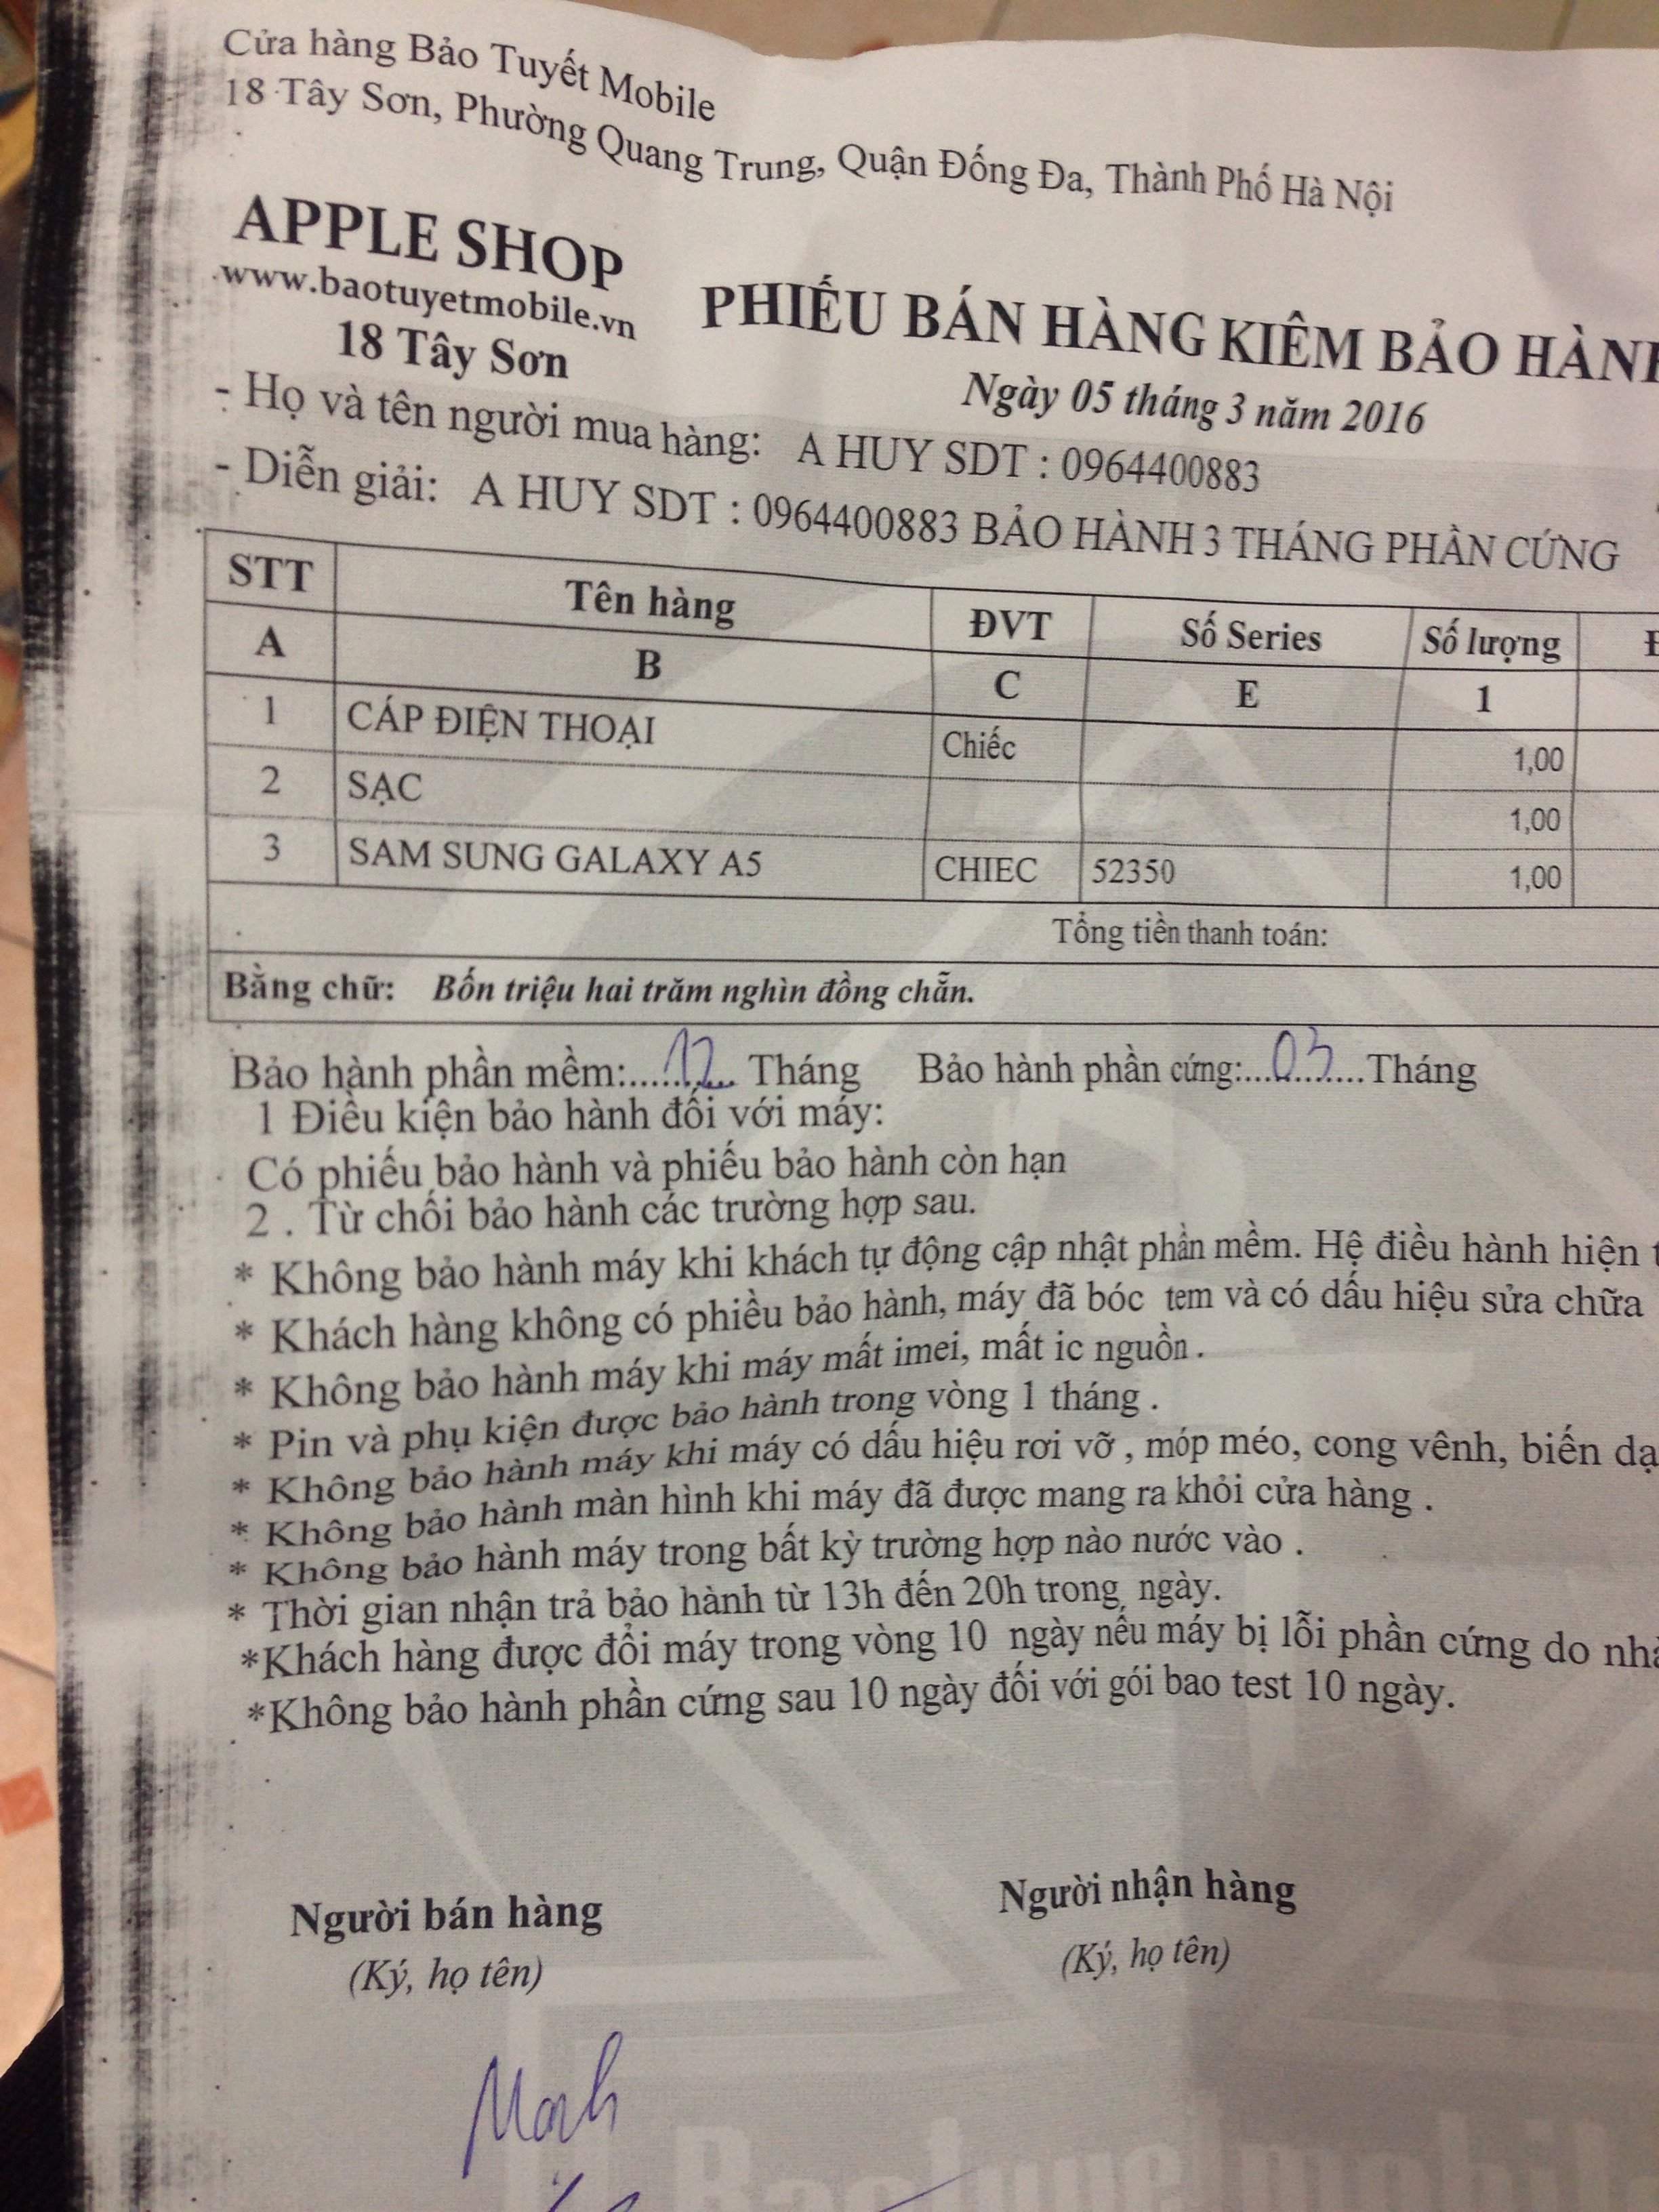 Cửa hàng Bảo Tuyết Mobile
18 Tây Sơn, Phường Quang Trung, Quận Đống Đa, Thành Phố Hà Nội
APPLE SHOP
www.baotuyetmobile.vn
18 Tây Sơn
PHIẾU BÁN HÀNG KIÊM BẢO HÀNH
Ngày 05 tháng 3 năm 2016
- Họ và tên người mua hàng: A HUY SDT : 0964400883
- Diễn giải: A HUY SDT : 0964400883 BẢO HÀNH 3 THÁNG PHẦN CỨNG
STT Tên hàng ĐVT Số Series Số lượng
A B C E 1
1 CÁP ĐIỆN THOẠI Chiếc 1,00
2 SẠC 1,00
3 SAM SUNG GALAXY A5 CHIEC 52350 1,00
Tổng tiền thanh toán:
Bằng chữ: Bốn triệu hai trăm nghìn đồng chẵn.
Bảo hành phần mềm:......12... Tháng Bảo hành phần cứng:....03....Tháng
1 Điều kiện bảo hành đối với máy:
Có phiếu bảo hành và phiếu bảo hành còn hạn
2 . Từ chối bảo hành các trường hợp sau.
* Không bảo hành máy khi khách tự động cập nhật phần mềm. Hệ điều hành hiện
* Khách hàng không có phiều bảo hành, máy đã bóc tem và có dấu hiệu sửa chữa
* Không bảo hành máy khi máy mất imei, mất ic nguồn .
* Pin và phụ kiện được bảo hành trong vòng 1 tháng .
* Không bảo hành máy khi máy có dấu hiệu rơi vỡ , móp méo, cong vênh, biến
* Không bảo hành màn hình khi máy đã được mang ra khỏi cửa hàng .
* Không bảo hành máy trong bất kỳ trường hợp nào nước vào .
* Thời gian nhận trả bảo hành từ 13h đến 20h trong ngày.
*Khách hàng được đổi máy trong vòng 10 ngày nếu máy bị lỗi phần cứng do
*Không bảo hành phần cứng sau 10 ngày đối với gói bao test 10 ngày.
Người bán hàng
(Ký, họ tên)
Người nhận hàng
(Ký, họ tên)